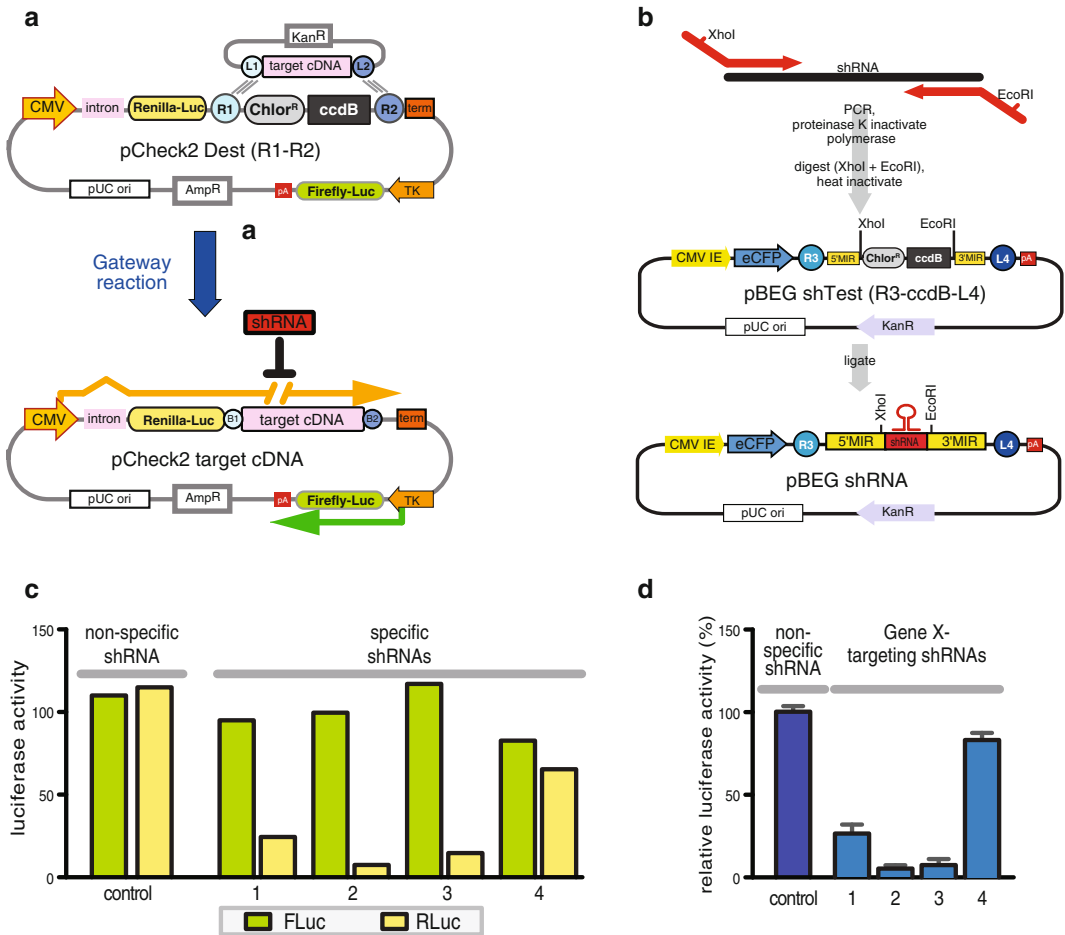 a
KanR
L1 target cDNA L2
CMV intron Renilla-Luc R1 ChlorR ccdB R2 term
pCheck2 Dest (R1-R2)
pUC ori AmpR pA Firefly-Luc TK
a
Gateway
reaction
shRNA
CMV intron Renilla-Luc B1 target cDNA B2 term
pCheck2 target cDNA
pUC ori AmpR pA Firefly-Luc TK
b
XhoI
shRNA
EcoRI
PCR,
proteinase K inactivate
polymerase
digest (XhoI + EcoRI),
heat inactivate
XhoI EcoRI
CMV IE eCFP R3 5'MIR ChlorR ccdB 3'MIR L4 pA
pBEG shTest (R3-ccdB-L4)
pUC ori KanR
ligate
XhoI EcoRI
CMV IE eCFP R3 5'MIR shRNA 3'MIR L4 pA
pBEG shRNA
pUC ori KanR
c
luciferase activity
150
100
50
0
non-specific
shRNA
specific
shRNAs
control 1 2 3 4
FLuc RLuc
d
relative luciferase activity (%)
150
100
50
0
non-
specific
shRNA
Gene X-
targeting shRNAs
control 1 2 3 4